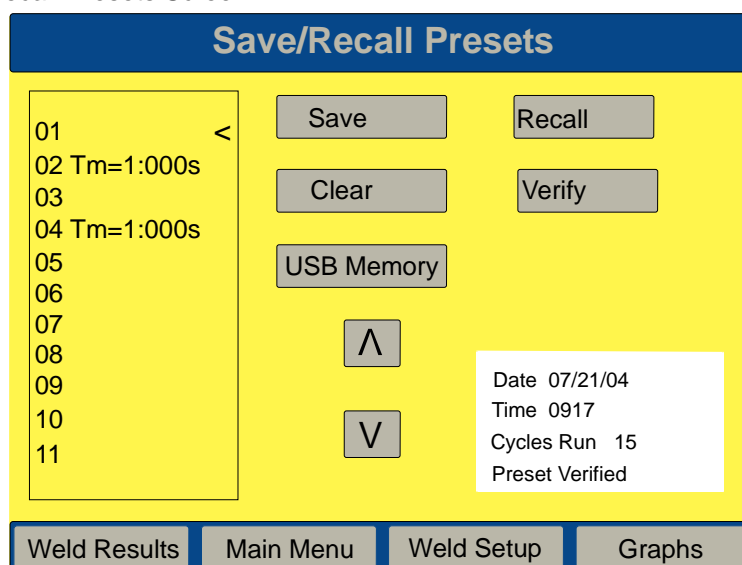 Save/Recall Presets
01 <
02 Tm=1:000s
03
04 Tm=1:000s
05
06
07
08
09
10
11
Save
Recall
Clear
Verify
USB Memory
Λ
V
Date 07/21/04
Time 0917
Cycles Run 15
Preset Verified
Weld Results
Main Menu
Weld Setup
Graphs